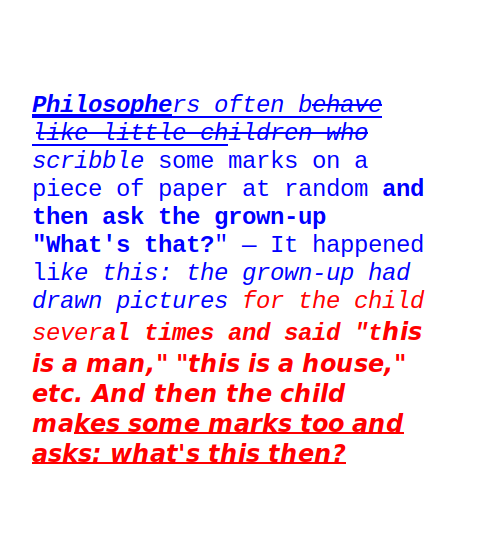 Philosophers often behave
like little children who
scribble some marks on a
piece of paper at random and
then ask the grown-up
"What's that?" — It happened
like this: the grown-up had
drawn pictures for the child
several times and said "this
is a man," "this is a house,"
etc. And then the child
makes some marks too and
asks: what's this then?